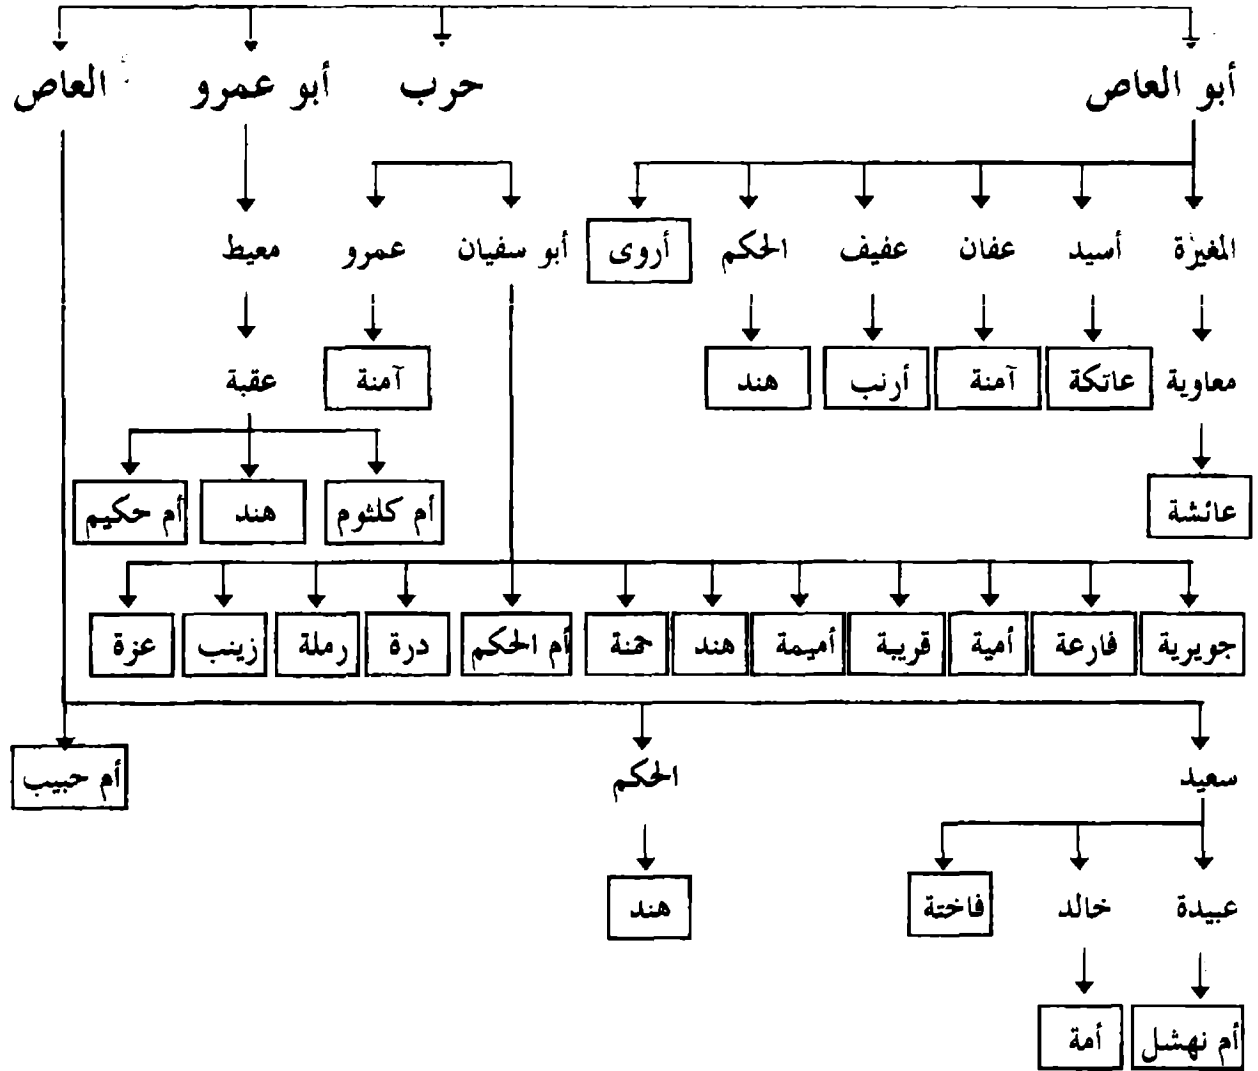 أبو العاص حرب أبو عمرو العاص
المغيرة أسيد عفان عفيف الحكم أروى أبو سفيان عمرو معيط
معاوية عاتكة آمنة أرنب هند آمنة عقبة
عائشة أم كلثوم هند أم حكيم
جويرية فارعة أمية قريبة أميمة هند حمنة أم الحكم درة رملة زينب عزة
سعيد الحكم أم حبيب
عبيدة خالد فاختة هند
أم نهشل أمة